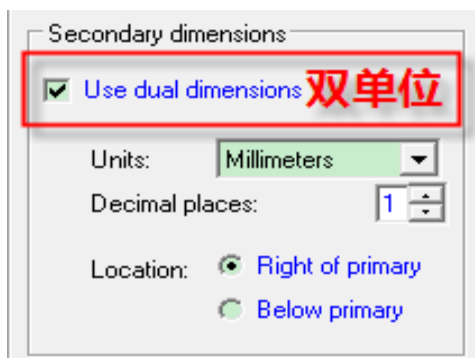 Secondary dimensions
Use dual dimensions 双单位
Units: Millimeters
Decimal places: 1
Location: Right of primary
Below primary